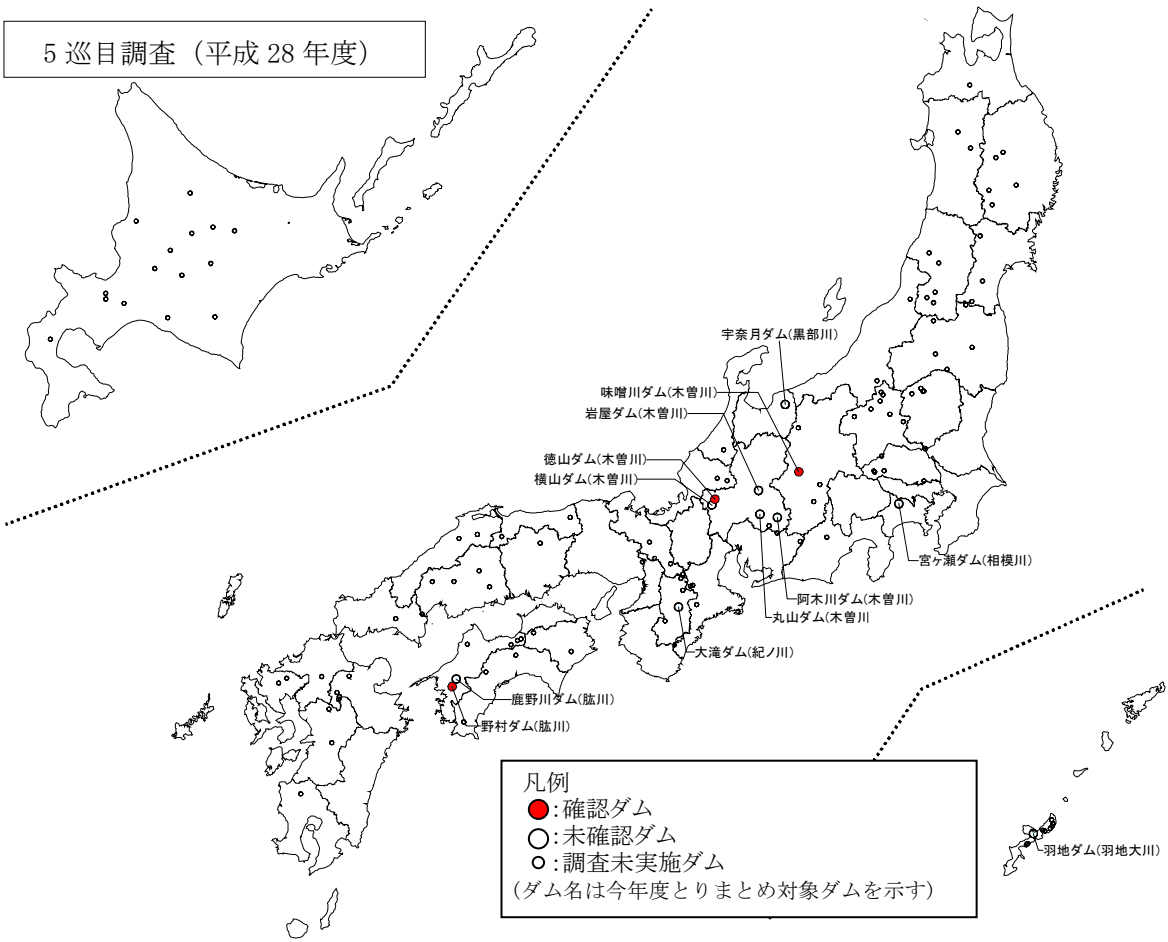 5 巡目調査（平成 28 年度）
宇奈月ダム(黒部川)
味噌川ダム(木曽川)
岩屋ダム(木曽川)
徳山ダム(木曽川)
横山ダム(木曽川)
宮ヶ瀬ダム(相模川)
阿木川ダム(木曽川)
丸山ダム(木曽川
大滝ダム(紀ノ川)
鹿野川ダム(肱川)
野村ダム(肱川)
凡例
:確認ダム
:未確認ダム
:調査未実施ダム
(ダム名は今年度とりまとめ対象ダムを示す)
羽地ダム(羽地大川)